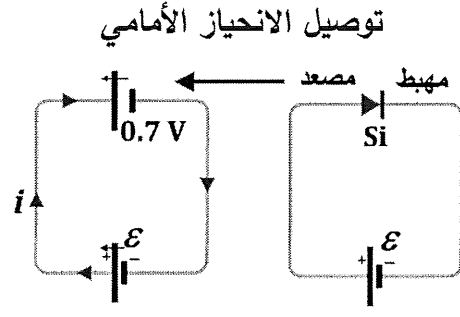 توصيل الانحياز الأمامي
مصعد مهبط
0.7 V
Si
i
ε
+ −
ε
+ −